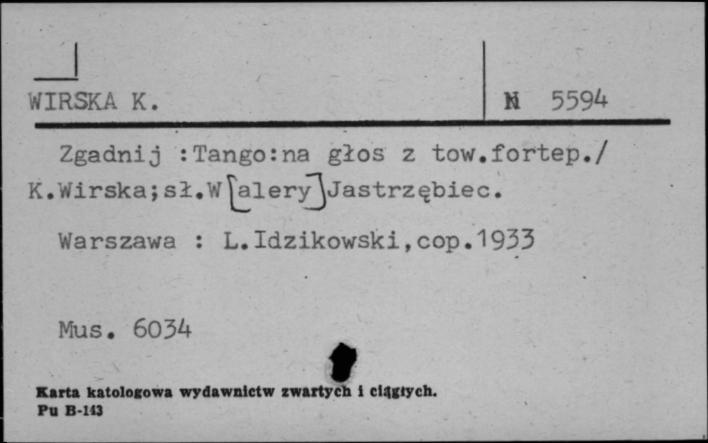 WIRSKA K.
N 5594
Zgadnij :Tango:na głos z tow.fortep./
K.Wirska;sł.W[alery]Jastrzębiec.
Warszawa : L.Idzikowski,cop.1933
Mus. 6034
Karta katologowa wydawnictw zwartych i ciągłych.
Pu B-143